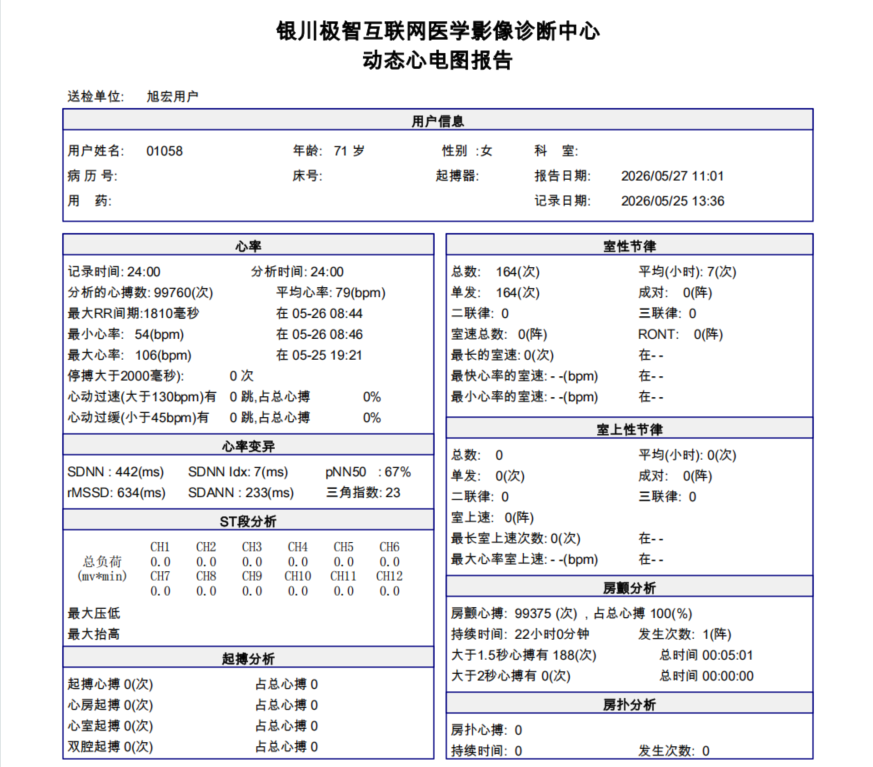 银川极智互联网医学影像诊断中心
动态心电图报告
送检单位: 旭宏用户
用户信息
用户姓名: 01058 年龄: 71 岁 性别 :女 科 室:
病 历 号: 床号: 起搏器: 报告日期: 2026/05/27 11:01
用 药: 记录日期: 2026/05/25 13:36
心率
记录时间: 24:00 分析时间: 24:00
分析的心搏数: 99760(次) 平均心率: 79(bpm)
最大RR间期:1810毫秒 在 05-26 08:44
最小心率: 54(bpm) 在 05-26 08:46
最大心率: 106(bpm) 在 05-25 19:21
停搏大于2000毫秒): 0 次
心动过速(大于130bpm)有 0 跳,占总心搏 0%
心动过缓(小于45bpm)有 0 跳,占总心搏 0%
心率变异
SDNN : 442(ms) SDNN Idx: 7(ms) pNN50 : 67%
rMSSD: 634(ms) SDANN : 233(ms) 三角指数: 23
ST段分析
CH1 CH2 CH3 CH4 CH5 CH6
总负荷 0.0 0.0 0.0 0.0 0.0 0.0
(mv*min) CH7 CH8 CH9 CH10 CH11 CH12
0.0 0.0 0.0 0.0 0.0 0.0
最大压低
最大抬高
起搏分析
起搏心搏 0(次) 占总心搏 0
心房起搏 0(次) 占总心搏 0
心室起搏 0(次) 占总心搏 0
双腔起搏 0(次) 占总心搏 0
室性节律
总数: 164(次) 平均(小时): 7(次)
单发: 164(次) 成对: 0(阵)
二联律: 0 三联律: 0
室速总数: 0(阵) RONT: 0(阵)
最长的室速: 0(次) 在- -
最快心率的室速: - -(bpm) 在- -
最小心率的室速: - -(bpm) 在- -
室上性节律
总数: 0 平均(小时): 0(次)
单发: 0(次) 成对: 0(阵)
二联律: 0 三联律: 0
室上速: 0(阵)
最长室上速次数: 0(次) 在- -
最大心率室上速: - -(bpm) 在- -
房颤分析
房颤心搏: 99375 (次) , 占总心搏 100(%)
持续时间: 22小时0分钟 发生次数: 1(阵)
大于1.5秒心搏有 188(次) 总时间 00:05:01
大于2秒心搏有 0(次) 总时间 00:00:00
房扑分析
房扑心搏: 0
持续时间: 0 发生次数: 0